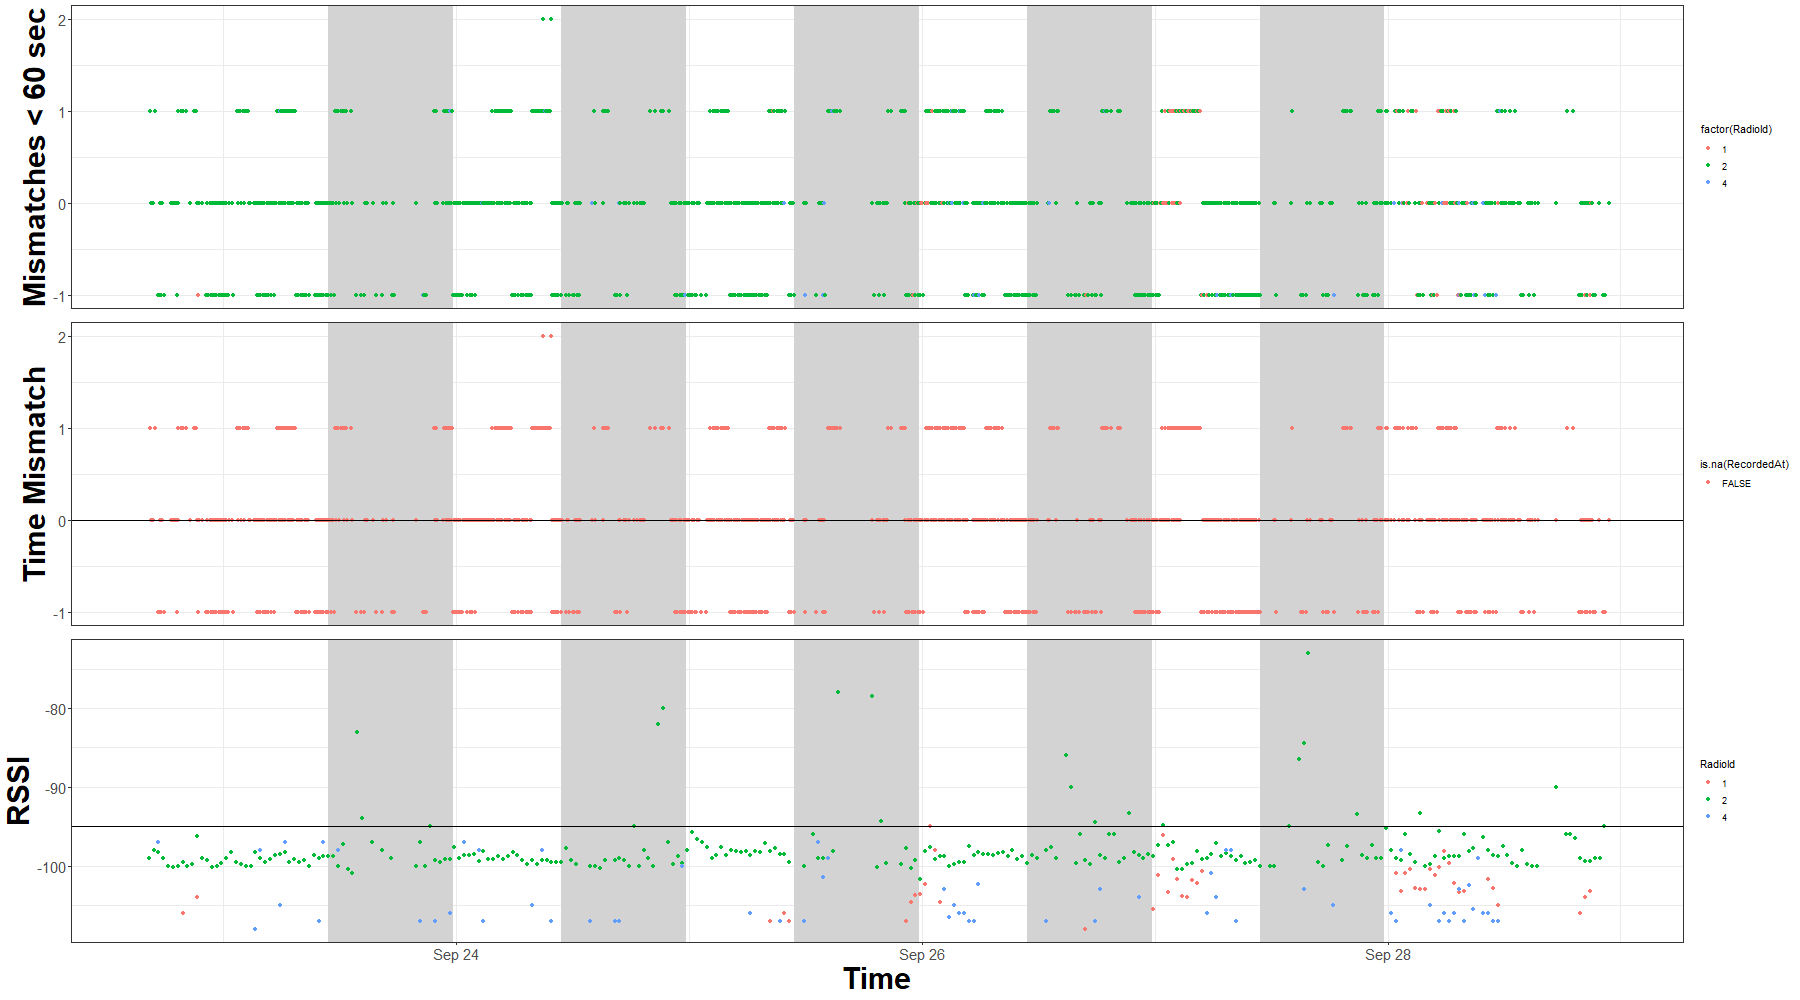 Mismatches < 60 sec
2
1
0
-1
factor(RadioId)
1
2
4
Time Mismatch
2
1
0
-1
is.na(RecordedAt)
FALSE
RSSI
-80
-90
-100
RadioId
1
2
4
Sep 24
Sep 26
Sep 28
Time